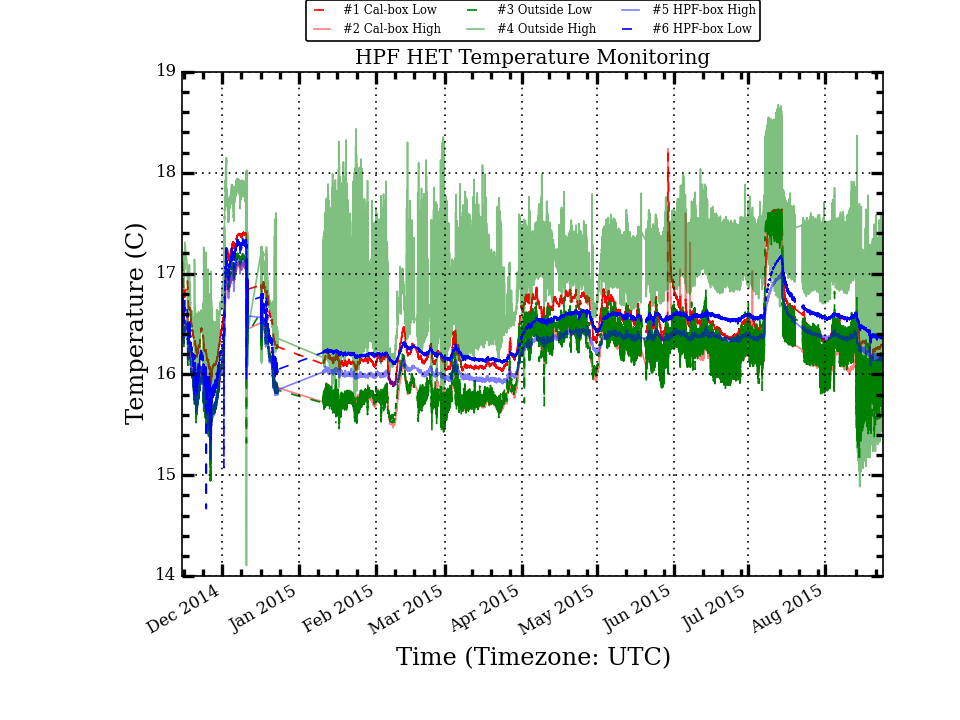 #1 Cal-box Low #3 Outside Low #5 HPF-box High
#2 Cal-box High #4 Outside High #6 HPF-box Low
HPF HET Temperature Monitoring
19
18
17
16
15
14
Temperature (C)
Dec 2014 Jan 2015 Feb 2015 Mar 2015 Apr 2015 May 2015 Jun 2015 Jul 2015 Aug 2015
Time (Timezone: UTC)